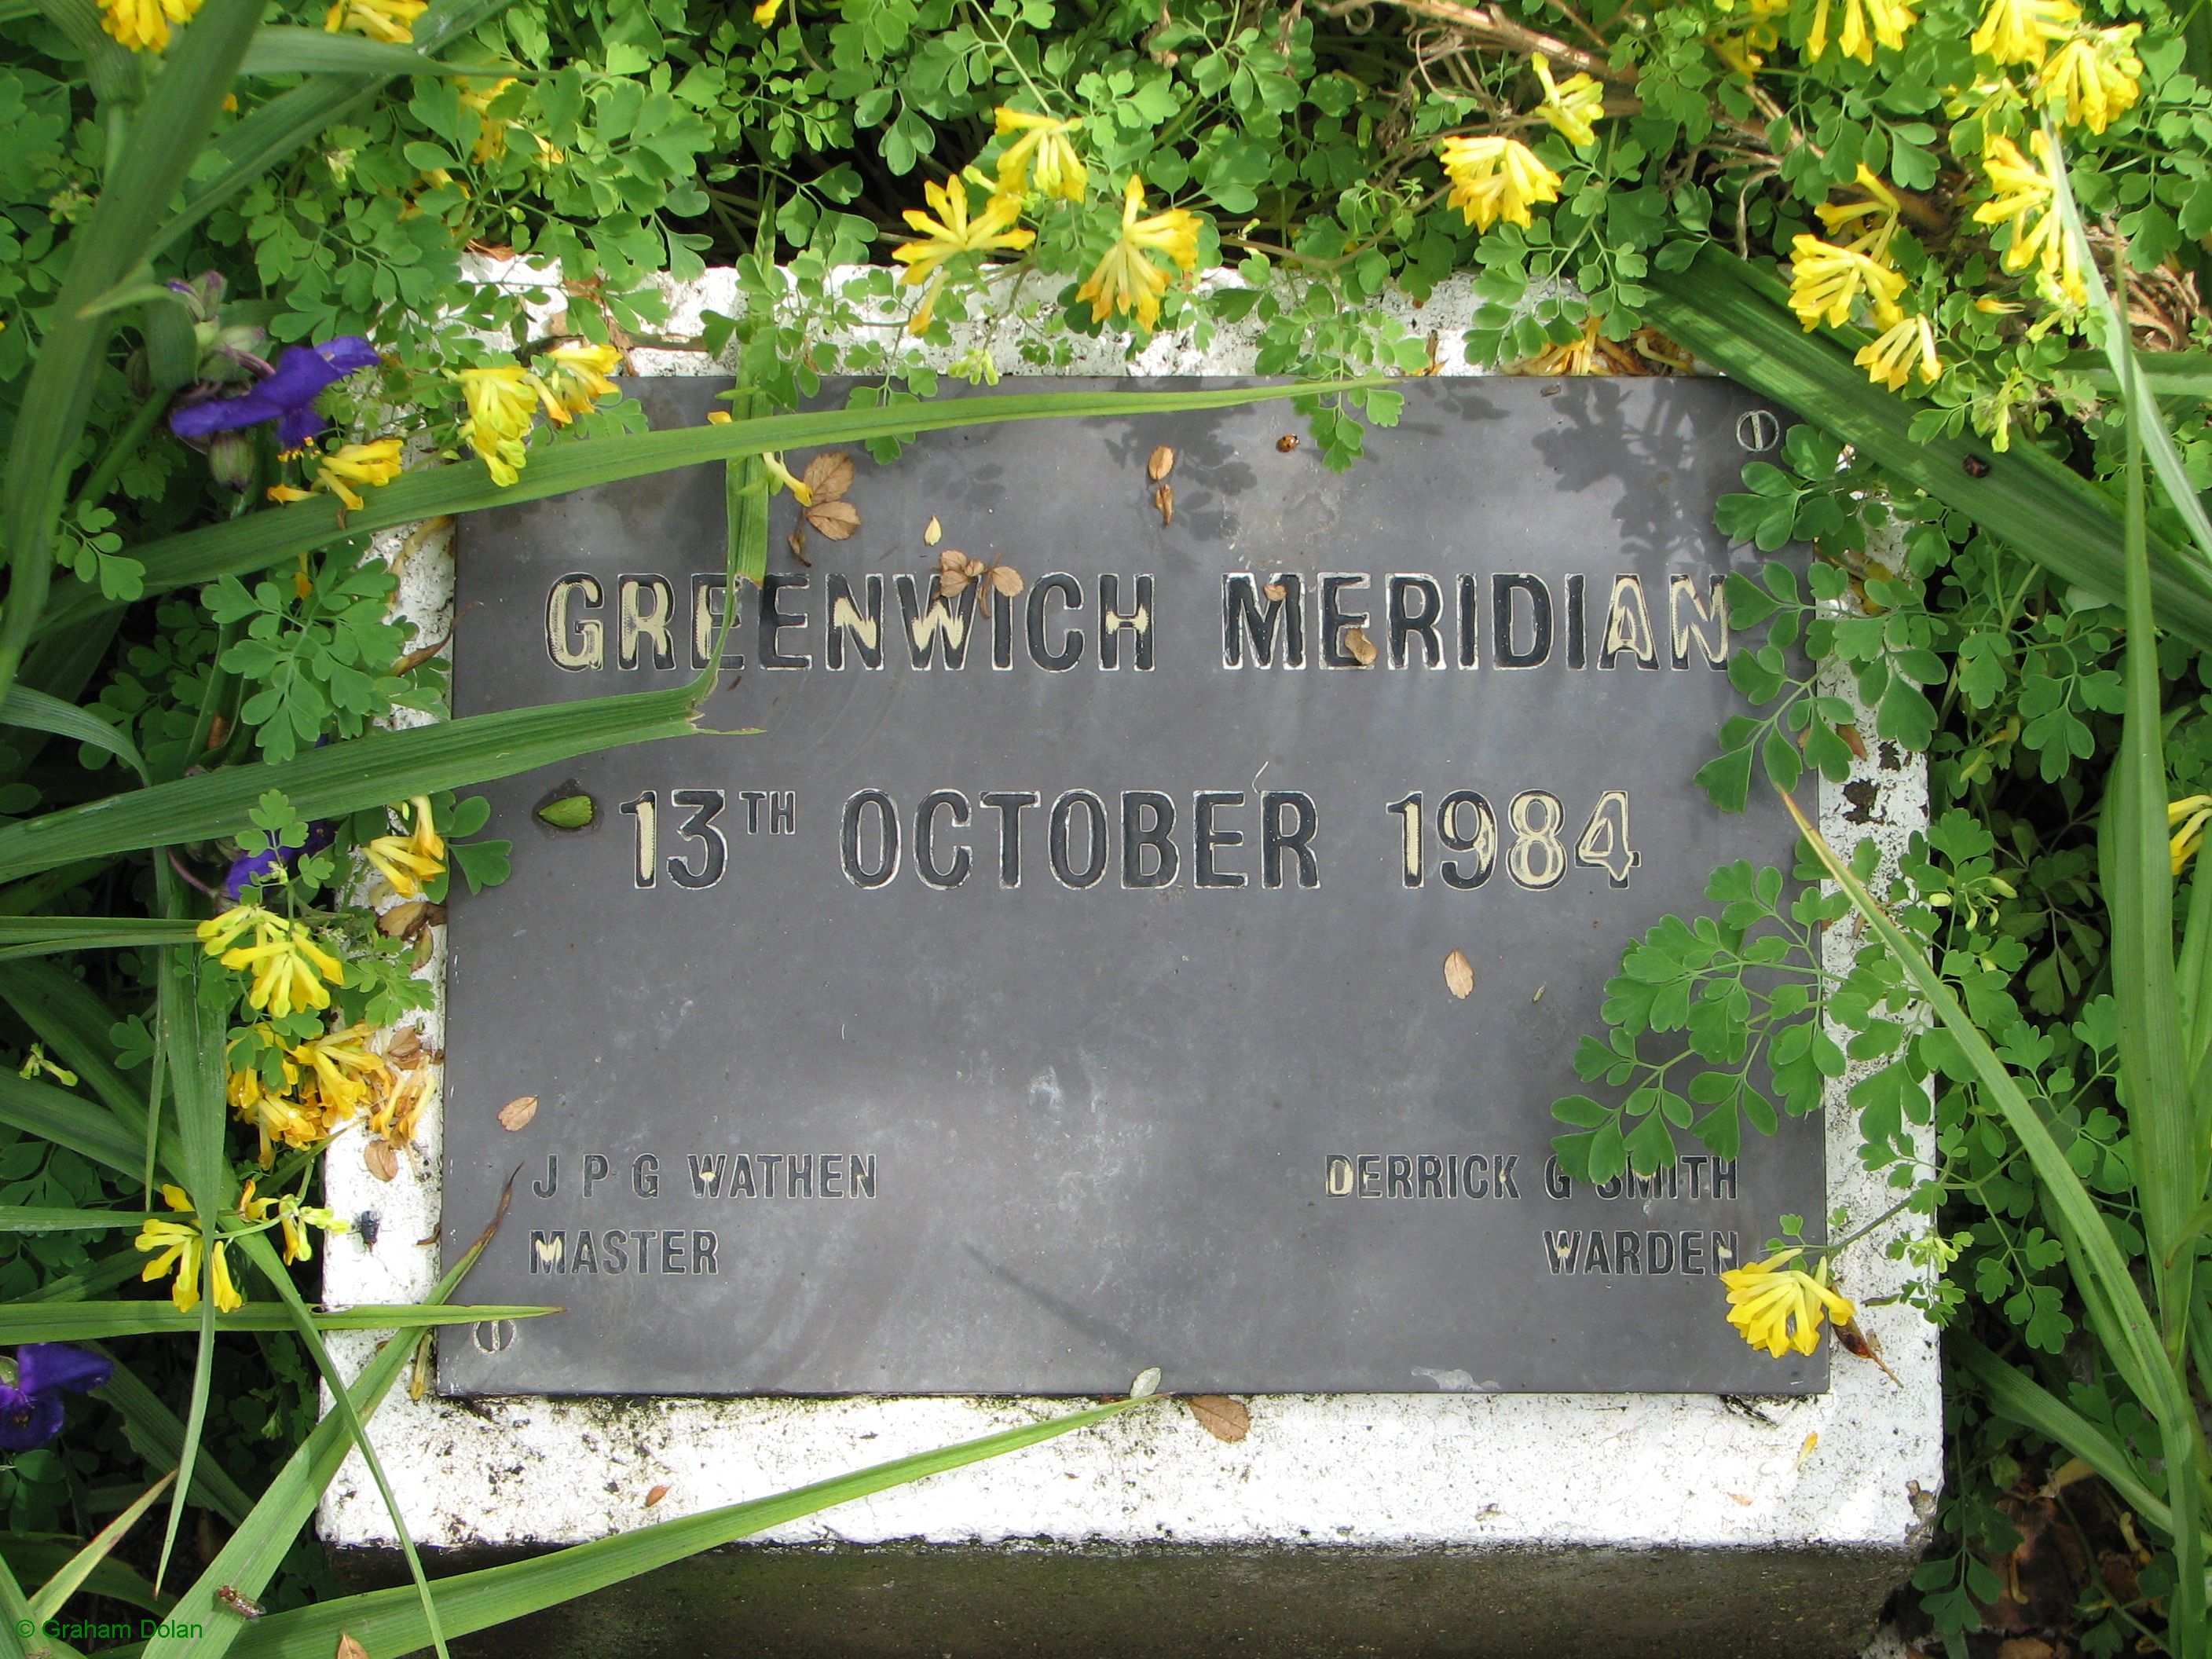 GREENWICH MERIDIAN
13TH OCTOBER 1984
J P G WATHEN DERRICK G SMITH
MASTER WARDEN
© Graham Dolan